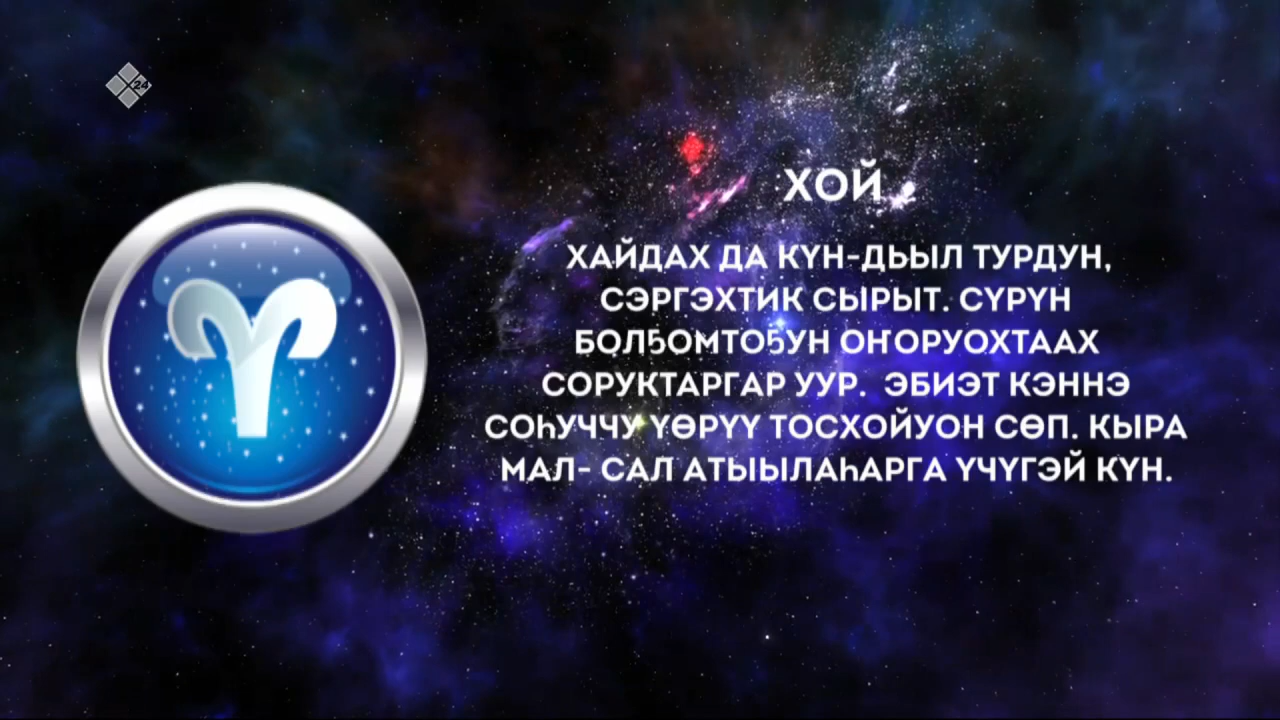 Х24
ХОЙ
ХАЙДАХ ДА КҮН-ДЬЫЛ ТУРДУН,
СЭРГЭХТИК СЫРЫТ. СҮРҮН
БОЛҔОМТОҔУН ОҤОРУОХТААХ
СОРУКТАРГАР УУР. ЭБИЭТ КЭННЭ
СОҺУЧЧУ ҮӨРҮҮ ТОСХОЙУОН СӨП. КЫРА
МАЛ- САЛ АТЫЫЛАҺАРГА ҮЧҮГЭЙ КҮН.